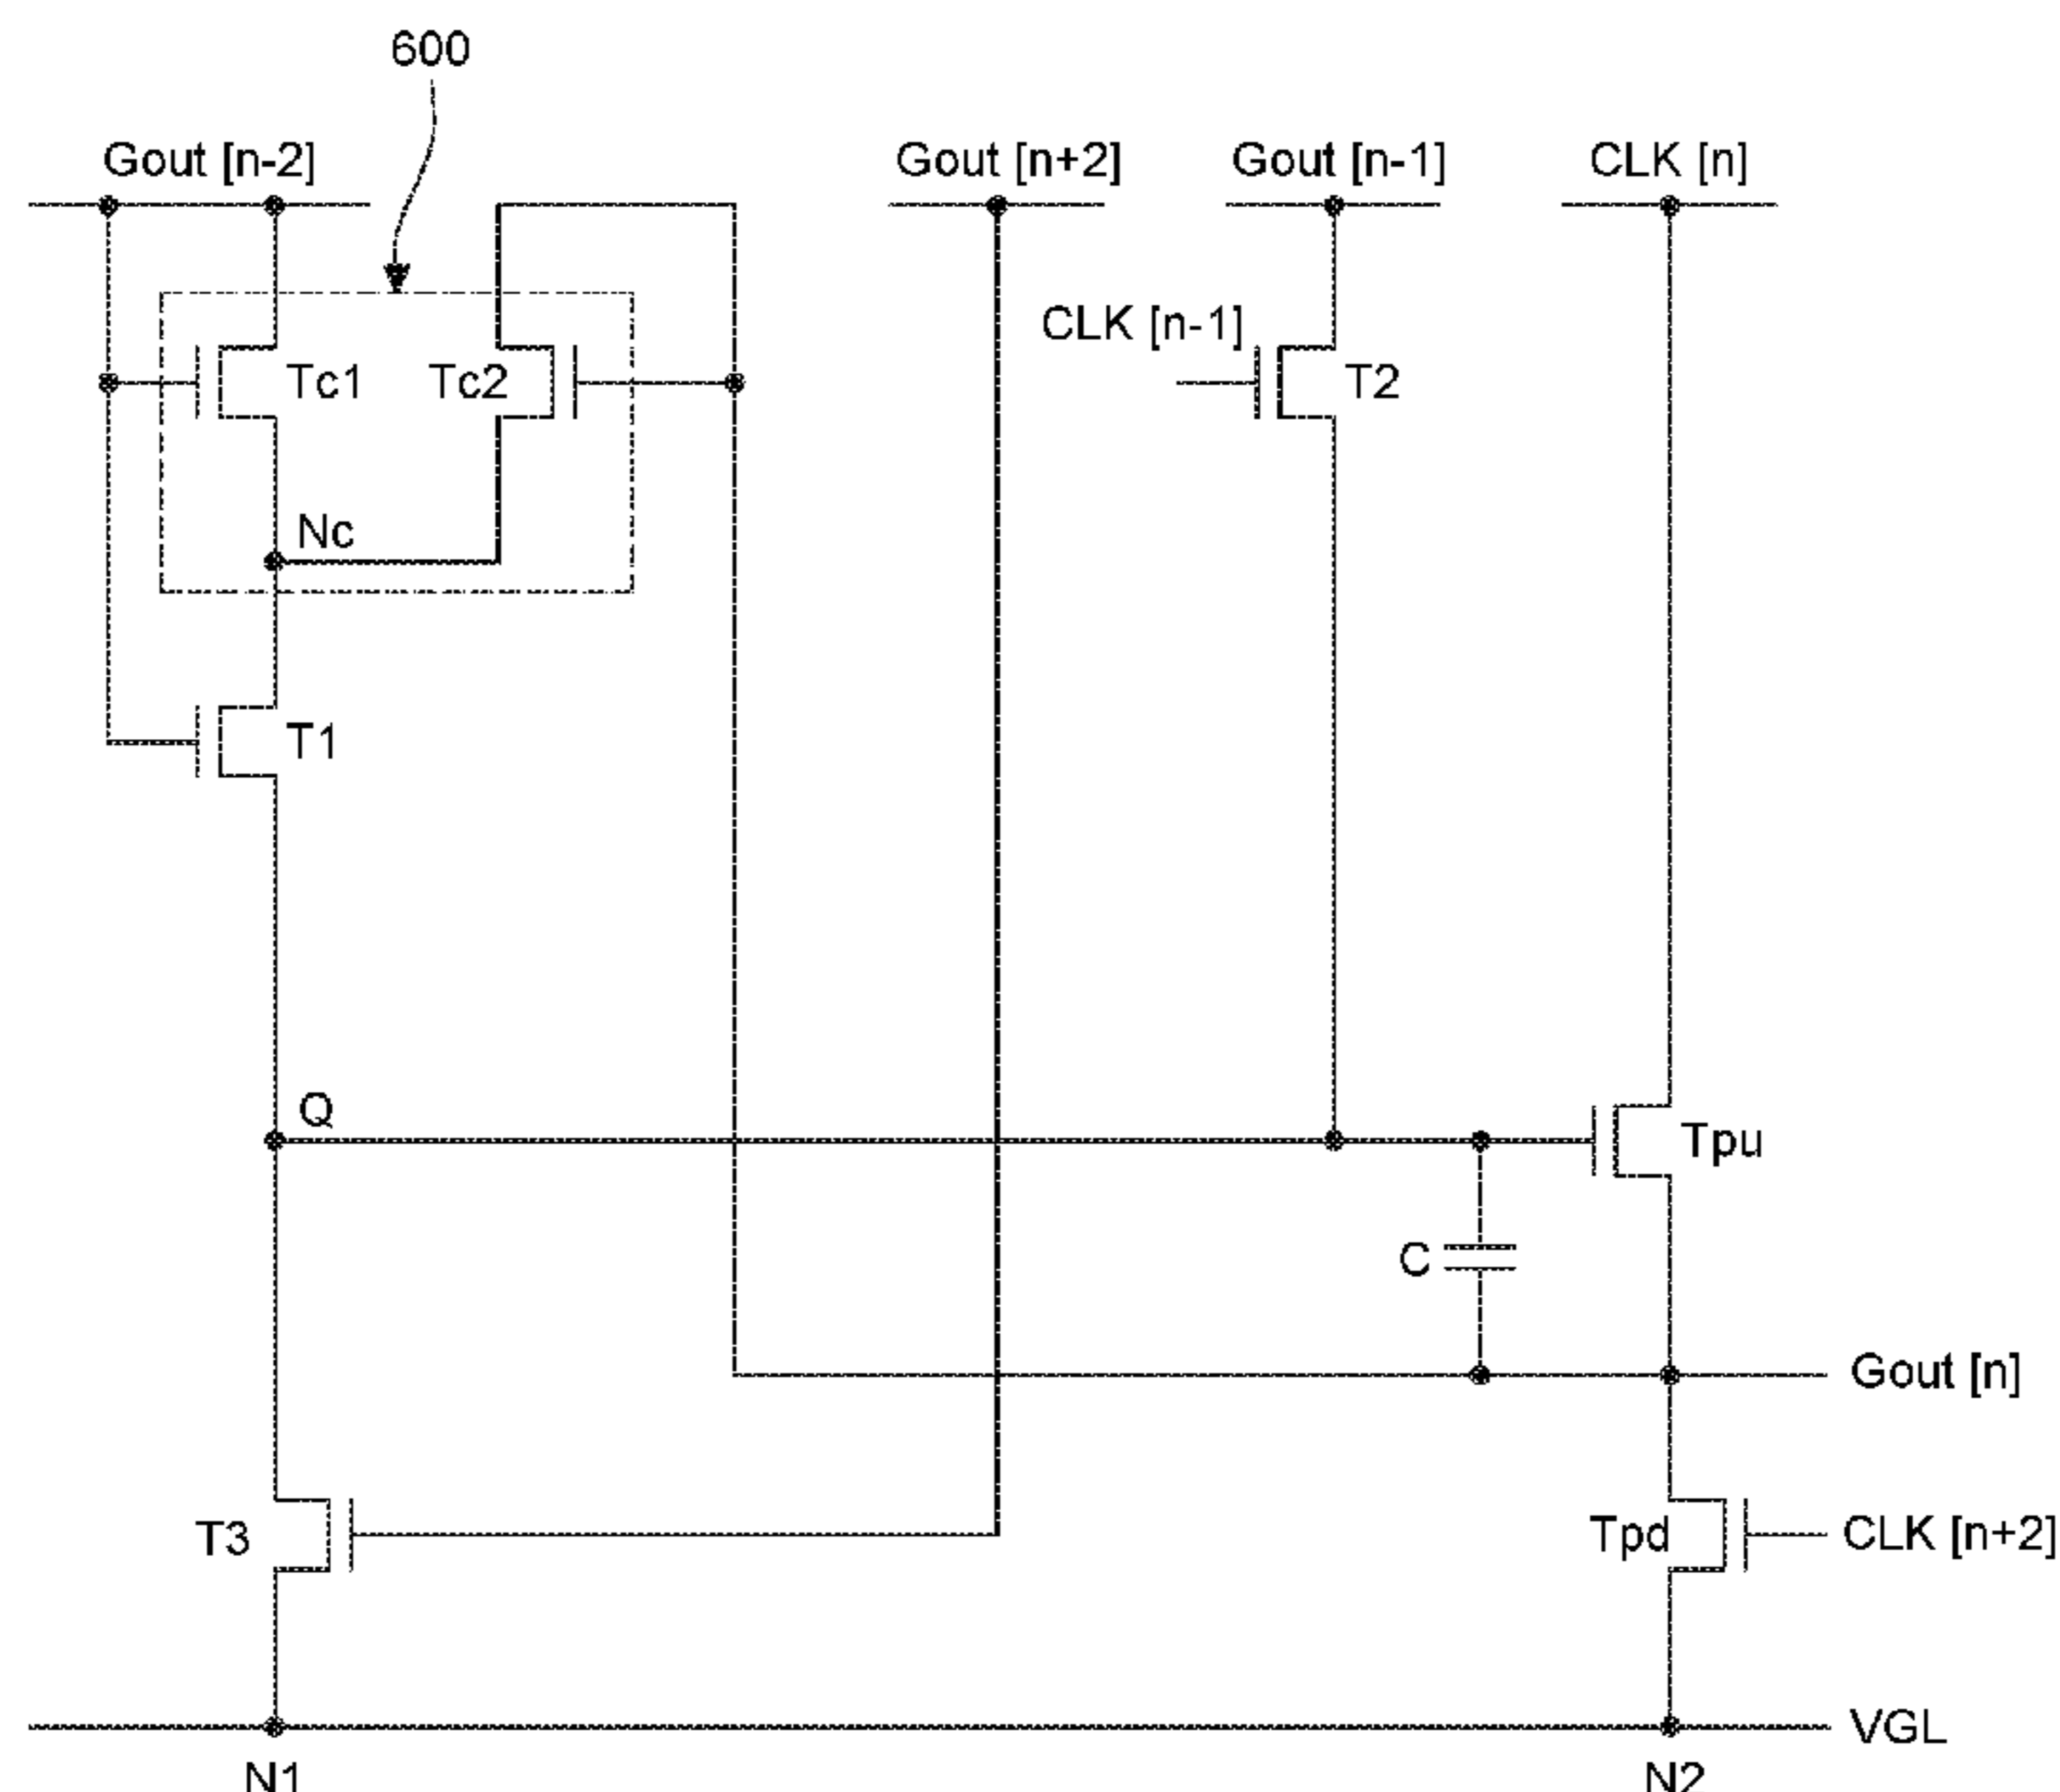 600
Gout [n-2]
Gout [n+2]
Gout [n-1]
CLK [n]
CLK [n-1]
Tc1
Tc2
T2
Nc
T1
Q
Tpu
C
Gout [n]
T3
Tpd
CLK [n+2]
VGL
N1
N2